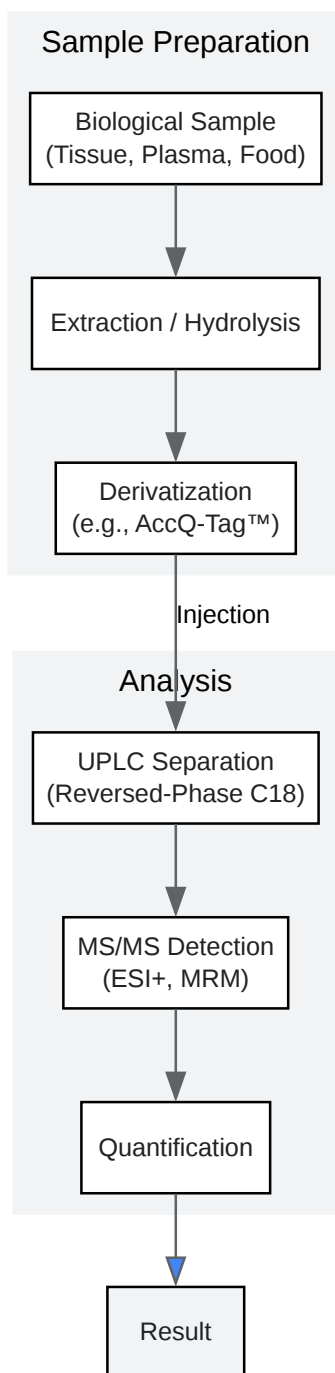 Sample Preparation
Biological Sample
(Tissue, Plasma, Food)
Extraction / Hydrolysis
Derivatization
(e.g., AccQ-Tag™)
Injection
Analysis
UPLC Separation
(Reversed-Phase C18)
MS/MS Detection
(ESI+, MRM)
Quantification
Result